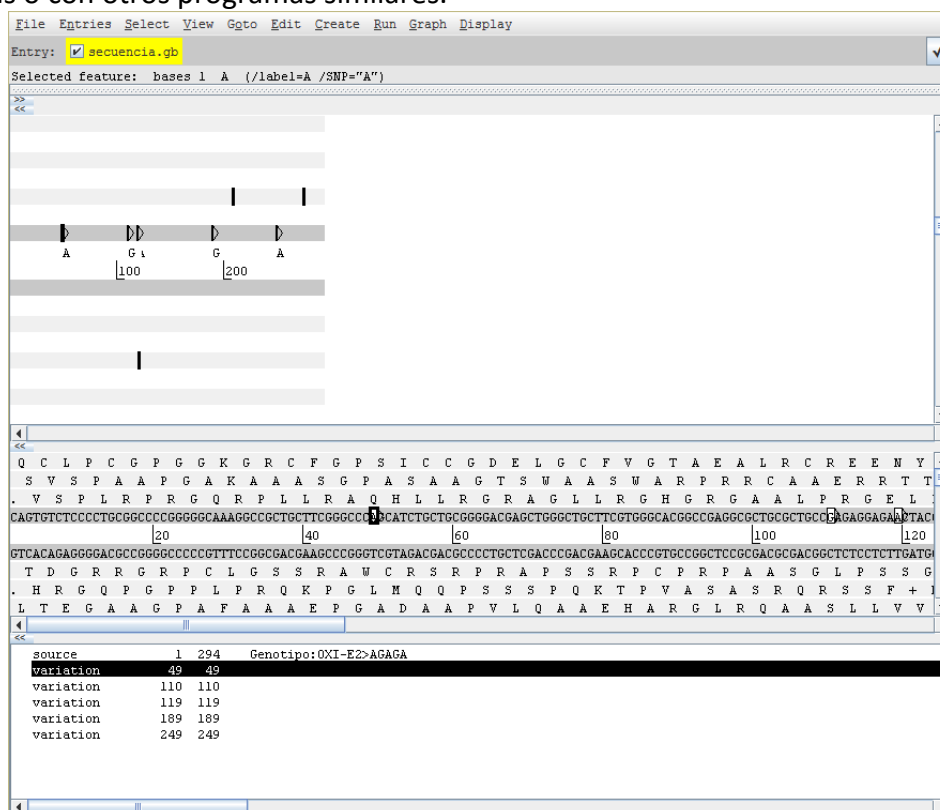 s o con otros programas similares.
File Entries Select View Goto Edit Create Run Graph Display
Entry: secuencia.gb
Selected feature: bases 1 A (/label=A /SNP="A")
>>
<<
A G G A
100 200
<<
Q C L P C G P G G K G R C F G P S I C C G D E L G C F V G T A E A L R C R E E N Y
S V S P A A P G A K A A A S G P A S A A G T S W A A S W A R P R R C A A E R R T T
. V S P L R P R G Q R P L L R A Q H L L R G R A G L L R G H G R G A A L P R G E L
CAGTGTCTCCCCTGCGGCCCCGGGGGCAAAGGCCGCTGCTTCGGGCCCAGCATCTGCTGCGGGGACGAGCTGGGCTGCTTCGTGGGCACGGCCGAGGCGCTGCGCTGCCGAGAGGAGAACTAC
20 40 60 80 100 120
GTCACAGAGGGGACGCCGGGGCCCCCGTTTCCGGCGACGAAGCCCGGGTCGTAGACGACGCCCCTGCTCGACCCGACGAAGCACCCGTGCCGGCTCCGCGACGCGACGGCTCTCCTCTTGATG
T D G R R G R P C L G S S R A W C R S R P R A P S S R P C P R P A A S G L P S S G
. H R G Q P G P P L P R Q K P G L M Q Q P S S S P Q K T P V A S A S R Q R S S F +
L T E G A A G P A F A A A E P G A D A A P V L Q A A E H A R G L R Q A A S L L V V
<<
source 1 294 Genotipo:OXI-E2>AGAGA
variation 49 49
variation 110 110
variation 119 119
variation 189 189
variation 249 249